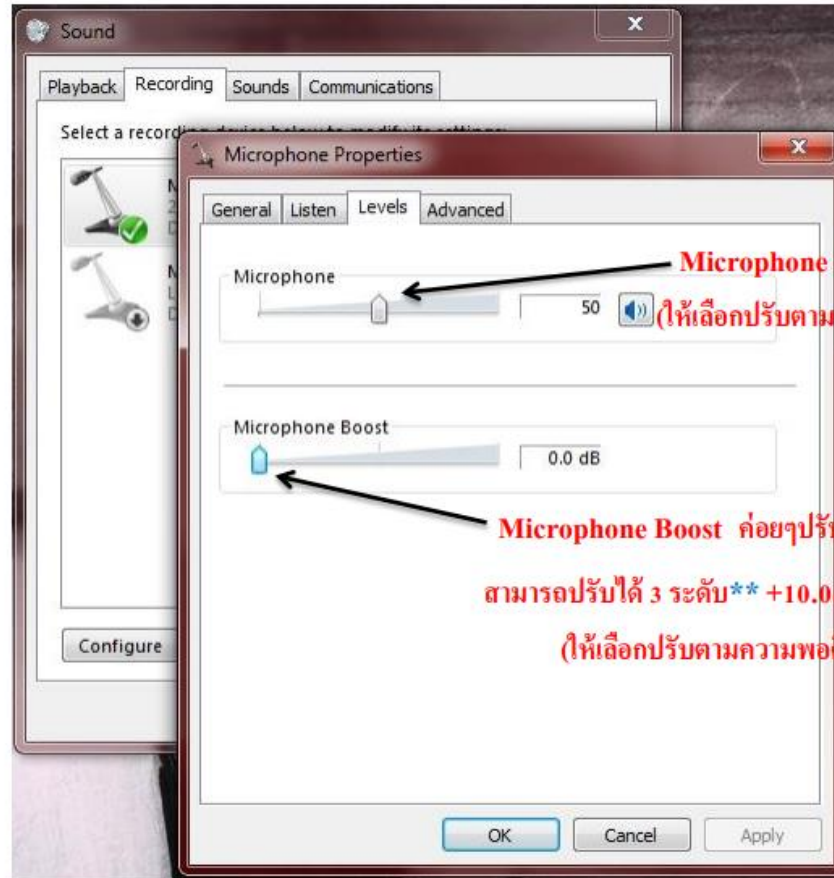 Sound
Playback Recording Sounds Communications
Select a recording device below to modify its settings:
Microphone Properties
General Listen Levels Advanced
Microphone
Microphone
50
(ให้เลือกปรับตาม
Microphone Boost
0.0 dB
Microphone Boost ค่อยๆปรับ
สามารถปรับได้ 3 ระดับ** +10.0
(ให้เลือกปรับตามความพอ
Configure
OK Cancel Apply